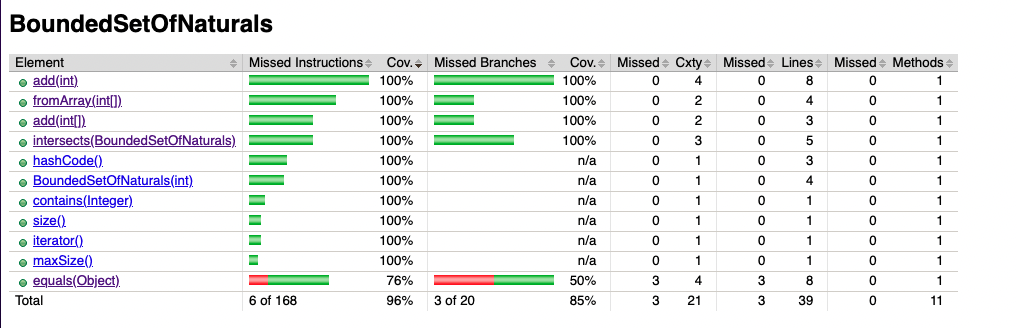 BoundedSetOfNaturals
Element Missed Instructions Cov. Missed Branches Cov. Missed Cxty Missed Lines Missed Methods
add(int) 100% 100% 0 4 0 8 0 1
fromArray(int[]) 100% 100% 0 2 0 4 0 1
add(int[]) 100% 100% 0 2 0 3 0 1
intersects(BoundedSetOfNaturals) 100% 100% 0 3 0 5 0 1
hashCode() 100% n/a 0 1 0 3 0 1
BoundedSetOfNaturals(int) 100% n/a 0 1 0 4 0 1
contains(Integer) 100% n/a 0 1 0 1 0 1
size() 100% n/a 0 1 0 1 0 1
iterator() 100% n/a 0 1 0 1 0 1
maxSize() 100% n/a 0 1 0 1 0 1
equals(Object) 76% 50% 3 4 3 8 0 1
Total 6 of 168 96% 3 of 20 85% 3 21 3 39 0 11